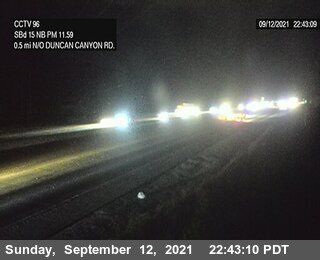 CCTV 96
SBd 15 NB PM 11.59
0.5 mi N/O DUNCAN CANYON RD.
09/12/2021 22:43:09
Sunday, September 12, 2021 22:43:10 PDT